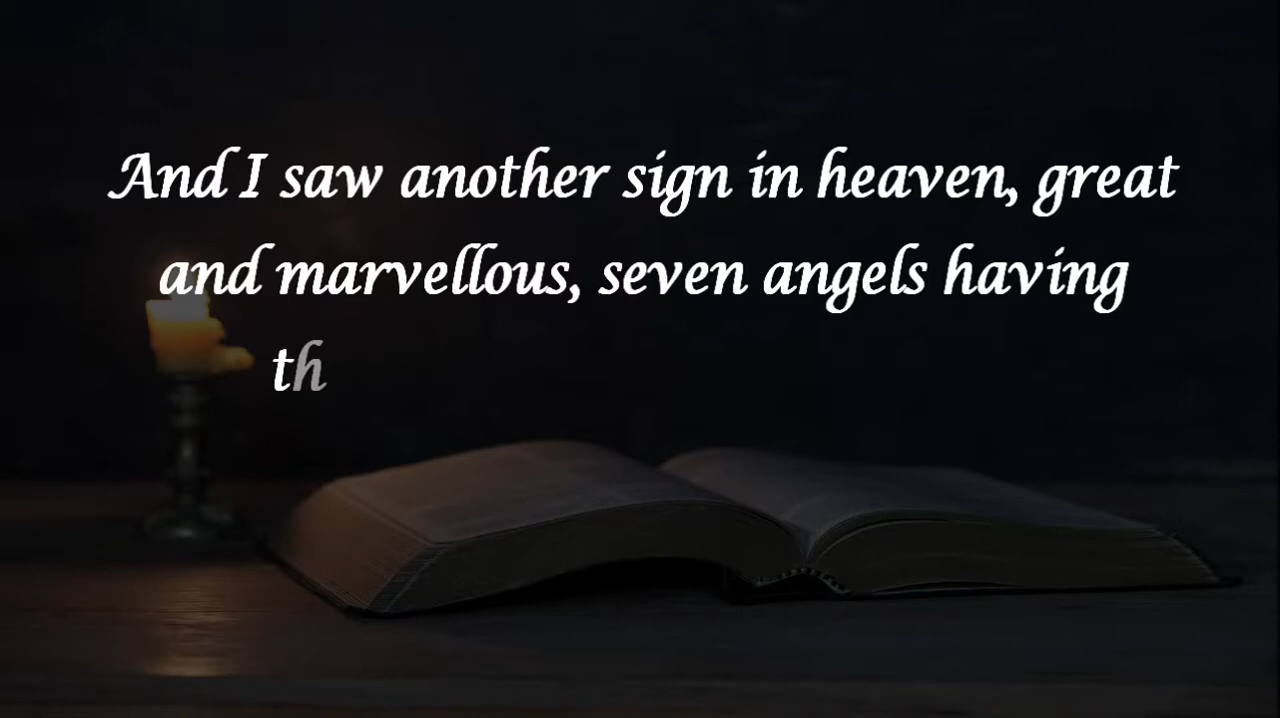 And I saw another sign in heaven, great
and marvellous, seven angels having
th